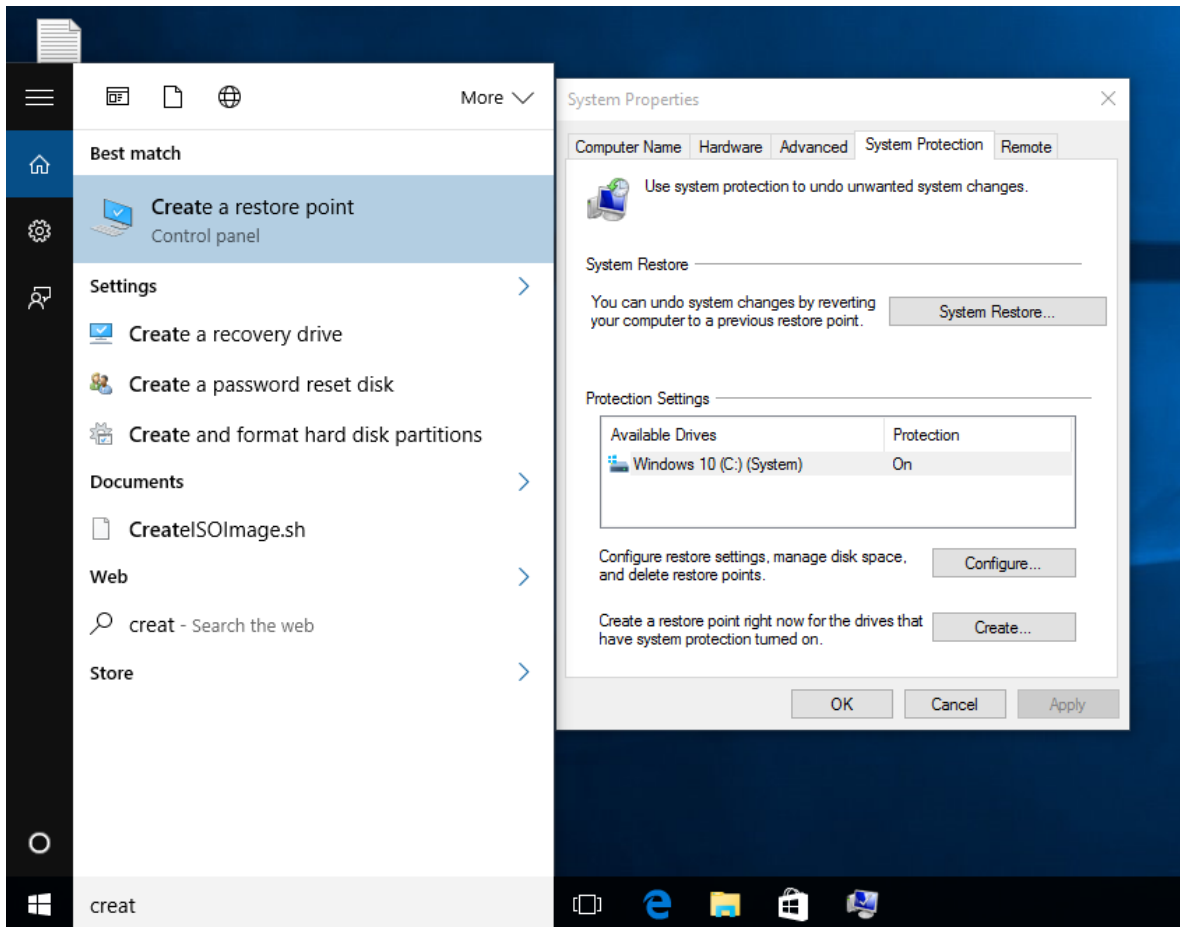 More
Best match
Create a restore point
Control panel
Settings
Create a recovery drive
Create a password reset disk
Create and format hard disk partitions
Documents
CreateISOImage.sh
Web
creat - Search the web
Store
creat
System Properties
Computer Name Hardware Advanced System Protection Remote
Use system protection to undo unwanted system changes.
System Restore
You can undo system changes by reverting
your computer to a previous restore point.
System Restore...
Protection Settings
Available Drives Protection
Windows 10 (C:) (System) On
Configure restore settings, manage disk space,
and delete restore points.
Configure...
Create a restore point right now for the drives that
have system protection turned on.
Create...
OK Cancel Apply